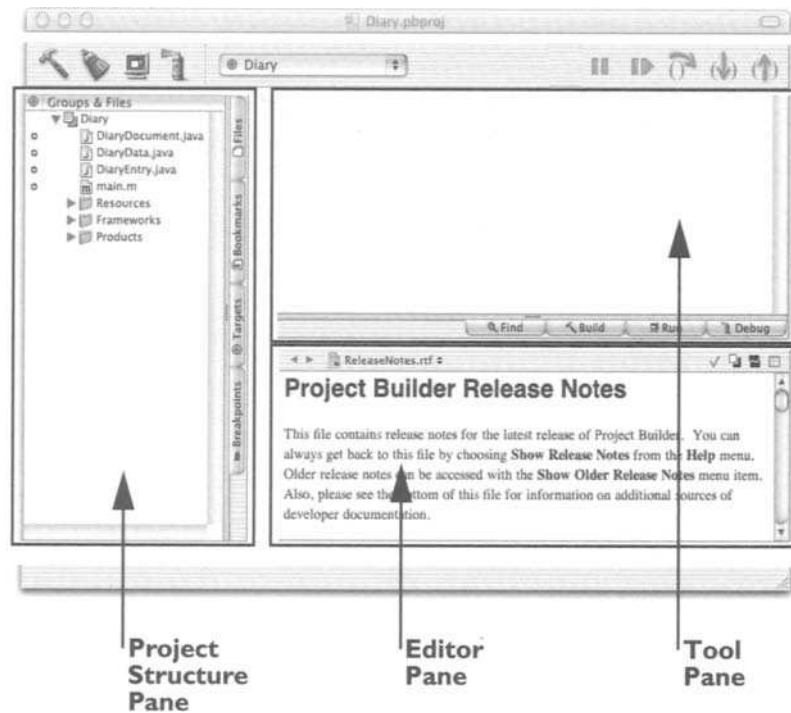 Diary.pbproj
Diary
Groups & Files
Diary
DiaryDocument.java
DiaryData.java
DiaryEntry.java
main.m
Resources
Frameworks
Products
Files
Bookmarks
Targets
Breakpoints
Find
Build
Run
Debug
ReleaseNotes.rtf
Project Builder Release Notes
This file contains release notes for the latest release of Project Builder. You can
always get back to this file by choosing Show Release Notes from the Help menu.
Older release notes can be accessed with the Show Older Release Notes menu item.
Also, please see the bottom of this file for information on additional sources of
developer documentation.
Project
Structure
Pane
Editor
Pane
Tool
Pane